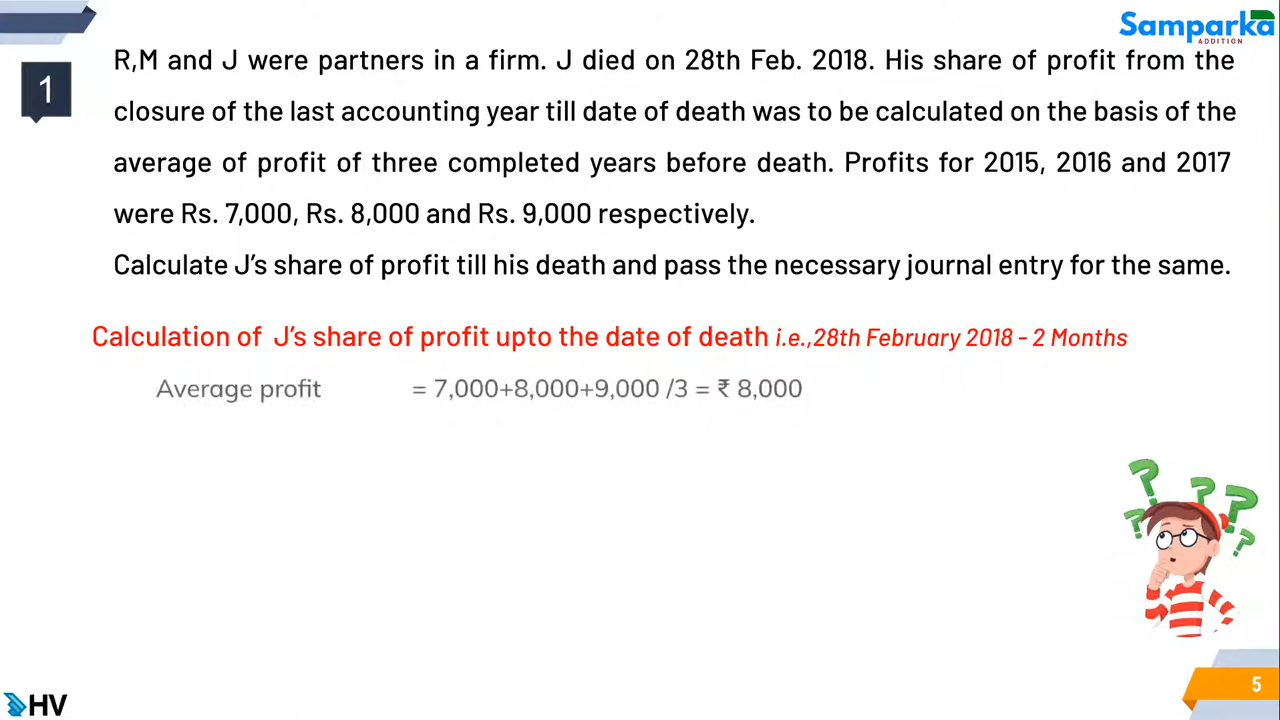 Samparka
ADDITION
1
R,M and J were partners in a firm. J died on 28th Feb. 2018. His share of profit from the
closure of the last accounting year till date of death was to be calculated on the basis of the
average of profit of three completed years before death. Profits for 2015, 2016 and 2017
were Rs. 7,000, Rs. 8,000 and Rs. 9,000 respectively.
Calculate J's share of profit till his death and pass the necessary journal entry for the same.
Calculation of J's share of profit upto the date of death i.e.,28th February 2018 - 2 Months
Average profit = 7,000+8,000+9,000 /3 = ₹ 8,000
? ? ? ? ?
5
HV